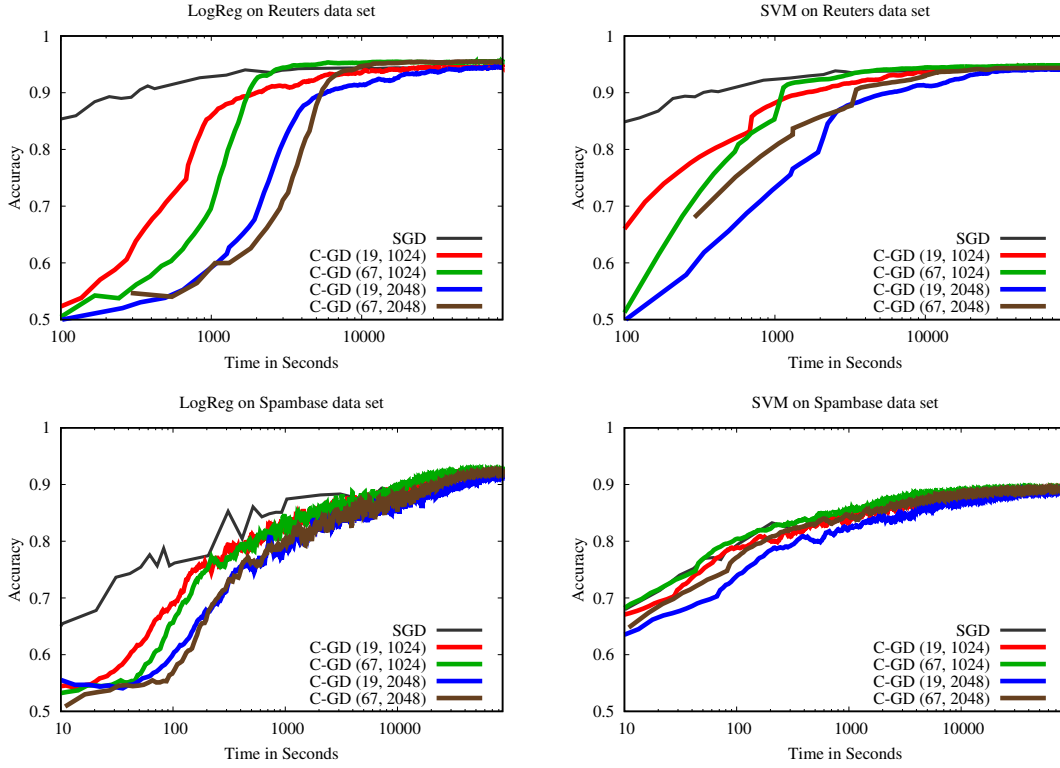 LogReg on Reuters data set
1
0.9
0.8
0.7
0.6
0.5
Accuracy
100
1000
10000
Time in Seconds
SGD
C-GD (19, 1024)
C-GD (67, 1024)
C-GD (19, 2048)
C-GD (67, 2048)
SVM on Reuters data set
1
0.9
0.8
0.7
0.6
0.5
Accuracy
100
1000
10000
Time in Seconds
SGD
C-GD (19, 1024)
C-GD (67, 1024)
C-GD (19, 2048)
C-GD (67, 2048)
LogReg on Spambase data set
1
0.9
0.8
0.7
0.6
0.5
Accuracy
10
100
1000
10000
Time in Seconds
SGD
C-GD (19, 1024)
C-GD (67, 1024)
C-GD (19, 2048)
C-GD (67, 2048)
SVM on Spambase data set
1
0.9
0.8
0.7
0.6
0.5
Accuracy
10
100
1000
10000
Time in Seconds
SGD
C-GD (19, 1024)
C-GD (67, 1024)
C-GD (19, 2048)
C-GD (67, 2048)